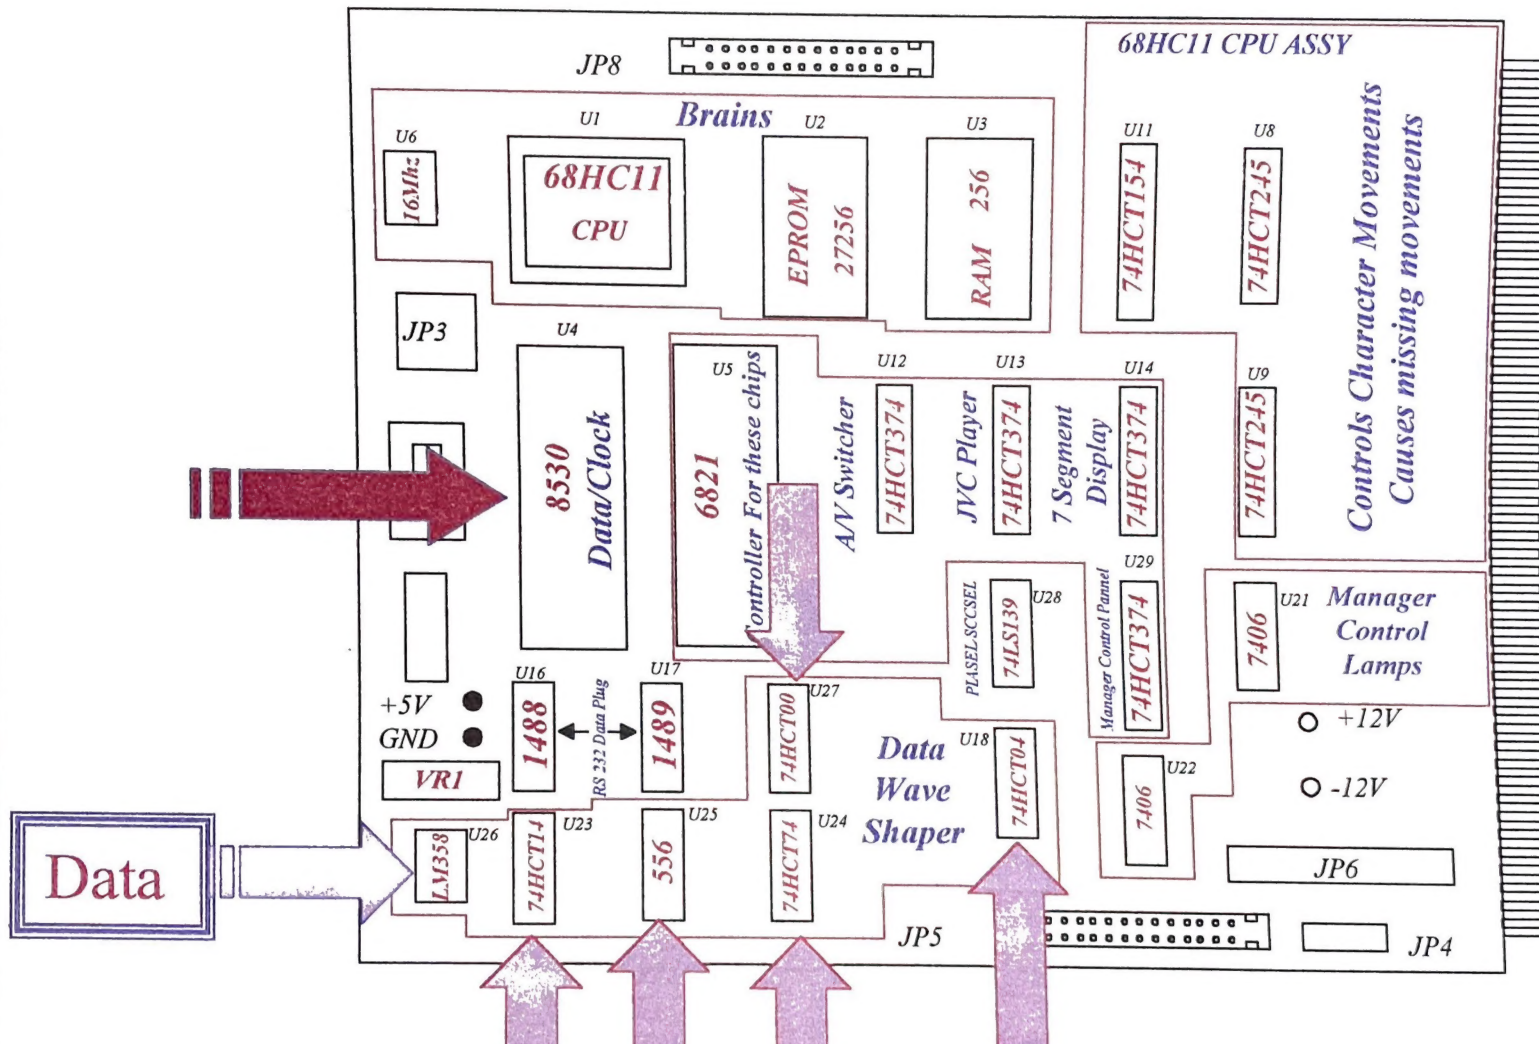 68HC11 CPU ASSY
JP8
Brains
U6
16Mhz
U1
68HC11
CPU
U2
EPROM
27256
U3
RAM 256
U11
74HCT154
U8
74HCT245
Controls Character Movements
Causes missing movements
JP3
U4
8530
Data/Clock
U5
6821
ontroller For these chips
A/V Switcher
U12
74HCT374
JVC Player
U13
74HCT374
7 Segment
Display
U14
74HCT374
U9
74HCT245
PLASELSCCSEL
74LS139
U28
Manager Control Pannel
U29
74HCT374
7406
U21
Manager
Control
Lamps
+5V
GND
VR1
U16
1488
RS 232 Data Plug
U17
1489
U27
74HCT00
Data
Wave
Shaper
U18
74HCT04
U22
7406
+12V
-12V
Data
U26
LM358
U23
74HCT14
U25
556
U24
74HCT74
JP6
JP5
JP4